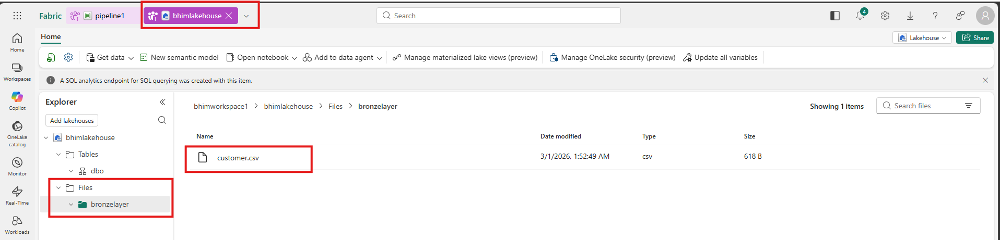 Fabric pipeline1 bhimlakehouse Search 4
Home
Lakehouse Share
Get data New semantic model Open notebook Add to data agent Manage materialized lake views (preview) Manage OneLake security (preview) Update all variables
A SQL analytics endpoint for SQL querying was created with this item.
Home
Workspaces
Copilot
OneLake
catalog
Monitor
Real-Time
Workloads
Explorer
Add lakehouses
bhimlakehouse
Tables
dbo
Files
bronzelayer
bhimworkspace1 > bhimlakehouse > Files > bronzelayer
Showing 1 items Search files
Name Date modified Type Size
customer.csv 3/1/2026, 1:52:49 AM csv 618 B